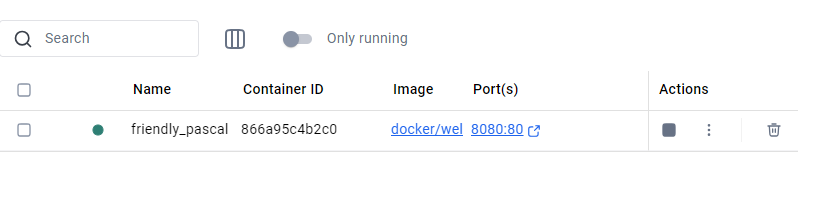 Search
Only running
Name Container ID Image Port(s) Actions
friendly_pascal 866a95c4b2c0 docker/wel 8080:80